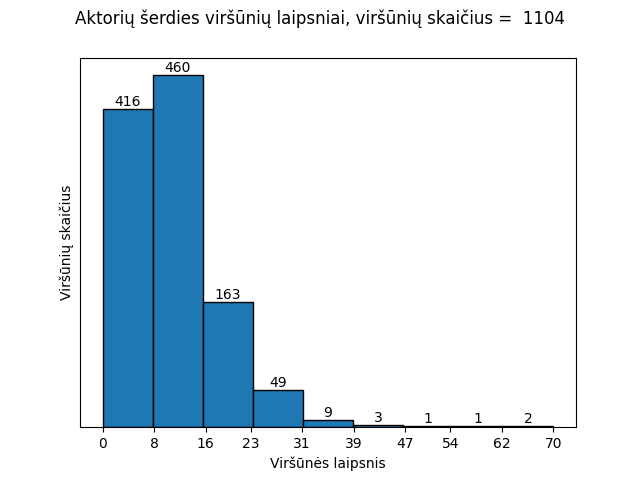 Aktorių šerdies viršūnių laipsniai, viršūnių skaičius =  1104
460
416
163
49
9
3
1
1
2
Viršūnių skaičius
0 8 16 23 31 39 47 54 62 70
Viršūnės laipsnis